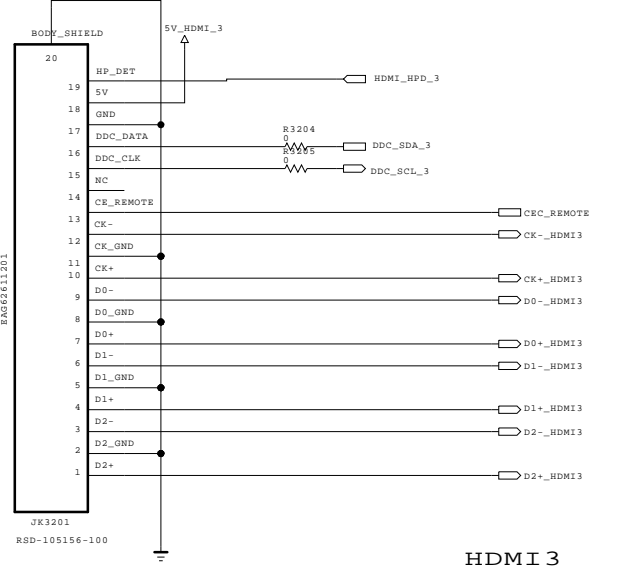 BODY_SHIELD
20
5V_HDMI_3
HP_DET
HDMI_HPD_3
19
5V
18
GND
17
DDC_DATA
R3204
0
DDC_SDA_3
16
DDC_CLK
R3205
0
DDC_SCL_3
15
NC
14
CE_REMOTE
CEC_REMOTE
13
CK-
CK-_HDMI3
12
CK_GND
11
10
CK+
CK+_HDMI3
9
D0-
D0-_HDMI3
8
D0_GND
7
D0+
D0+_HDMI3
6
D1-
D1-_HDMI3
5
D1_GND
4
D1+
D1+_HDMI3
3
D2-
D2-_HDMI3
2
D2_GND
1
D2+
D2+_HDMI3
EAG62611201
JK3201
RSD-105156-100
HDMI3